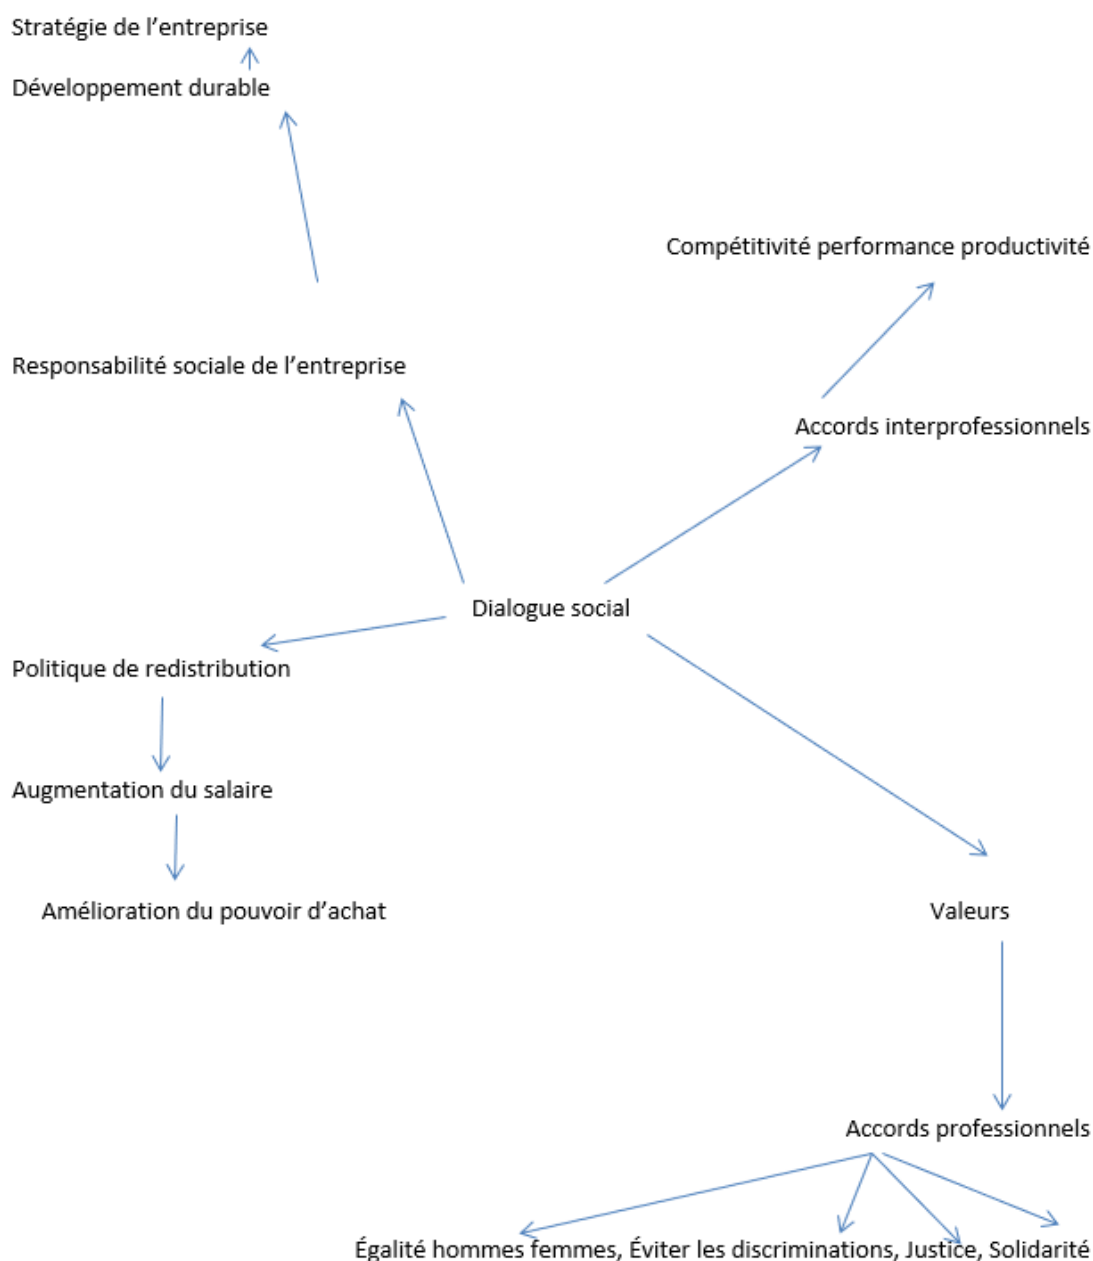 Stratégie de l’entreprise
Développement durable
Compétitivité performance productivité
Responsabilité sociale de l’entreprise
Accords interprofessionnels
Dialogue social
Politique de redistribution
Augmentation du salaire
Amélioration du pouvoir d’achat
Valeurs
Accords professionnels
Égalité hommes femmes, Éviter les discriminations, Justice, Solidarité